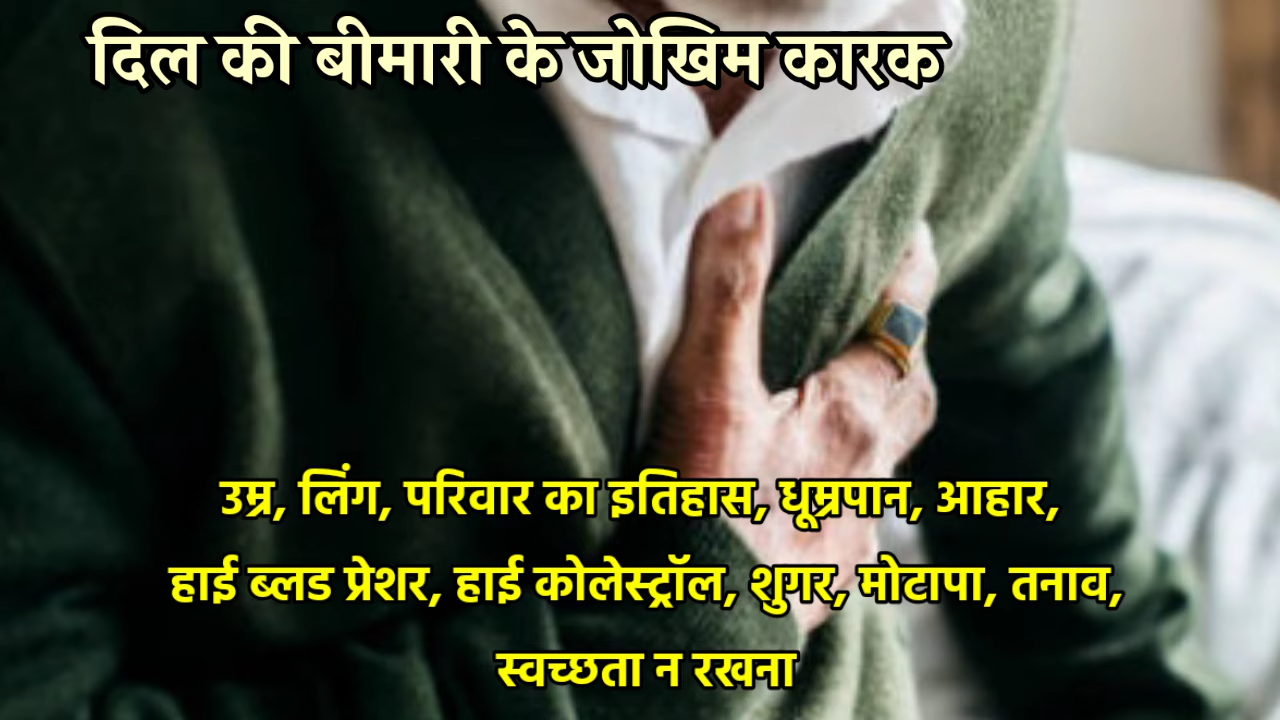 दिल की बीमारी के जोखिम कारक
उम्र, लिंग, परिवार का इतिहास, धूम्रपान, आहार,
हाई ब्लड प्रेशर, हाई कोलेस्ट्रॉल, शुगर, मोटापा, तनाव,
स्वच्छता न रखना